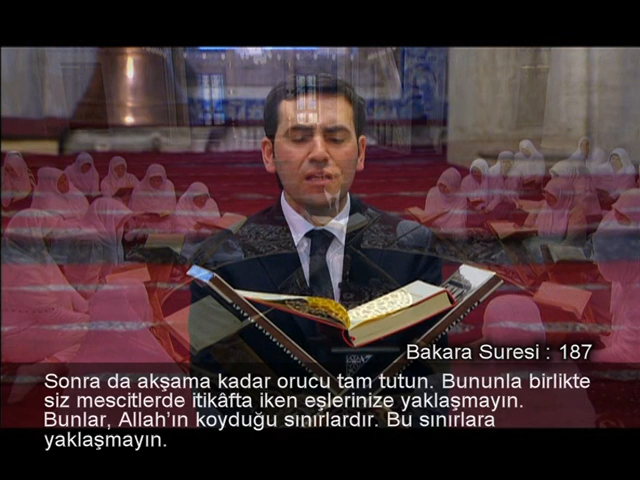 Bakara Suresi : 187
Sonra da akşama kadar orucu tam tutun. Bununla birlikte
siz mescitlerde itikâfta iken eşlerinize yaklaşmayın.
Bunlar, Allah'ın koyduğu sınırlardır. Bu sınırlara
yaklaşmayın.